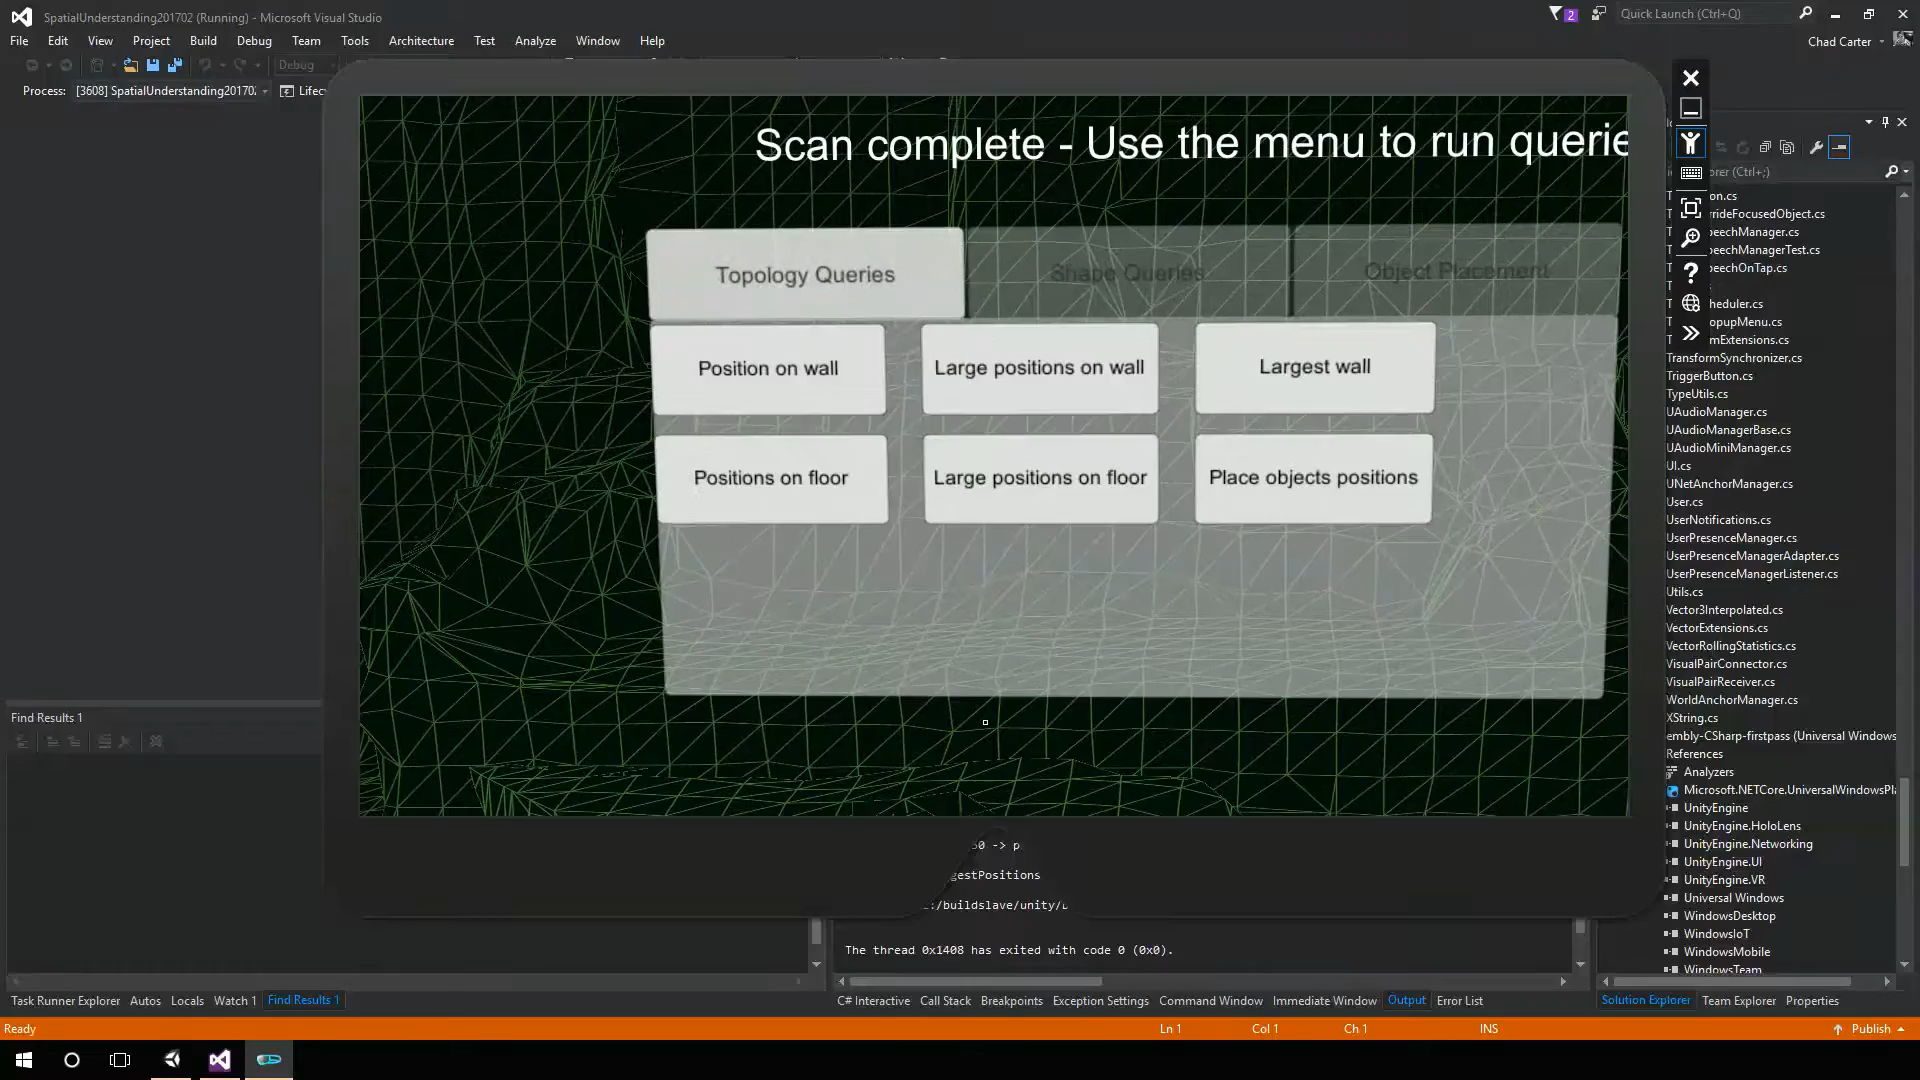 SpatialUnderstanding201702 (Running) - Microsoft Visual Studio
2
Quick Launch (Ctrl+Q)
File Edit View Project Build Debug Team Tools Architecture Test Analyze Window Help
Chad Carter
Debug
Process: [3608] SpatialUnderstanding20170
Scan complete - Use the menu to run querie
Topology Queries Shape Queries Object Placement
Position on wall Large positions on wall Largest wall
Positions on floor Large positions on floor Place objects positions
rideFocusedObject.cs
peechManager.cs
peechManagerTest.cs
peechOnTap.cs
heduler.cs
opupMenu.cs
mExtensions.cs
TransformSynchronizer.cs
TriggerButton.cs
TypeUtils.cs
UAudioManager.cs
UAudioManagerBase.cs
UAudioMiniManager.cs
UI.cs
UNetAnchorManager.cs
User.cs
UserNotifications.cs
UserPresenceManager.cs
UserPresenceManagerAdapter.cs
UserPresenceManagerListener.cs
Utils.cs
Vector3Interpolated.cs
VectorExtensions.cs
VectorRollingStatistics.cs
VisualPairConnector.cs
VisualPairReceiver.cs
WorldAnchorManager.cs
XString.cs
embly-CSharp-firstpass (Universal Windows
References
Analyzers
Microsoft.NETCore.UniversalWindowsPl
UnityEngine
UnityEngine.HoloLens
UnityEngine.Networking
UnityEngine.UI
UnityEngine.VR
Universal Windows
WindowsDesktop
WindowsIoT
WindowsMobile
WindowsTeam
Find Results 1
-> p
gestPositions
:/buildslave/unity/b
The thread 0x1408 has exited with code 0 (0x0).
Task Runner Explorer Autos Locals Watch 1 Find Results 1
C# Interactive Call Stack Breakpoints Exception Settings Command Window Immediate Window Output Error List
Solution Explorer Team Explorer Properties
Ready Ln 1 Col 1 Ch 1 INS Publish